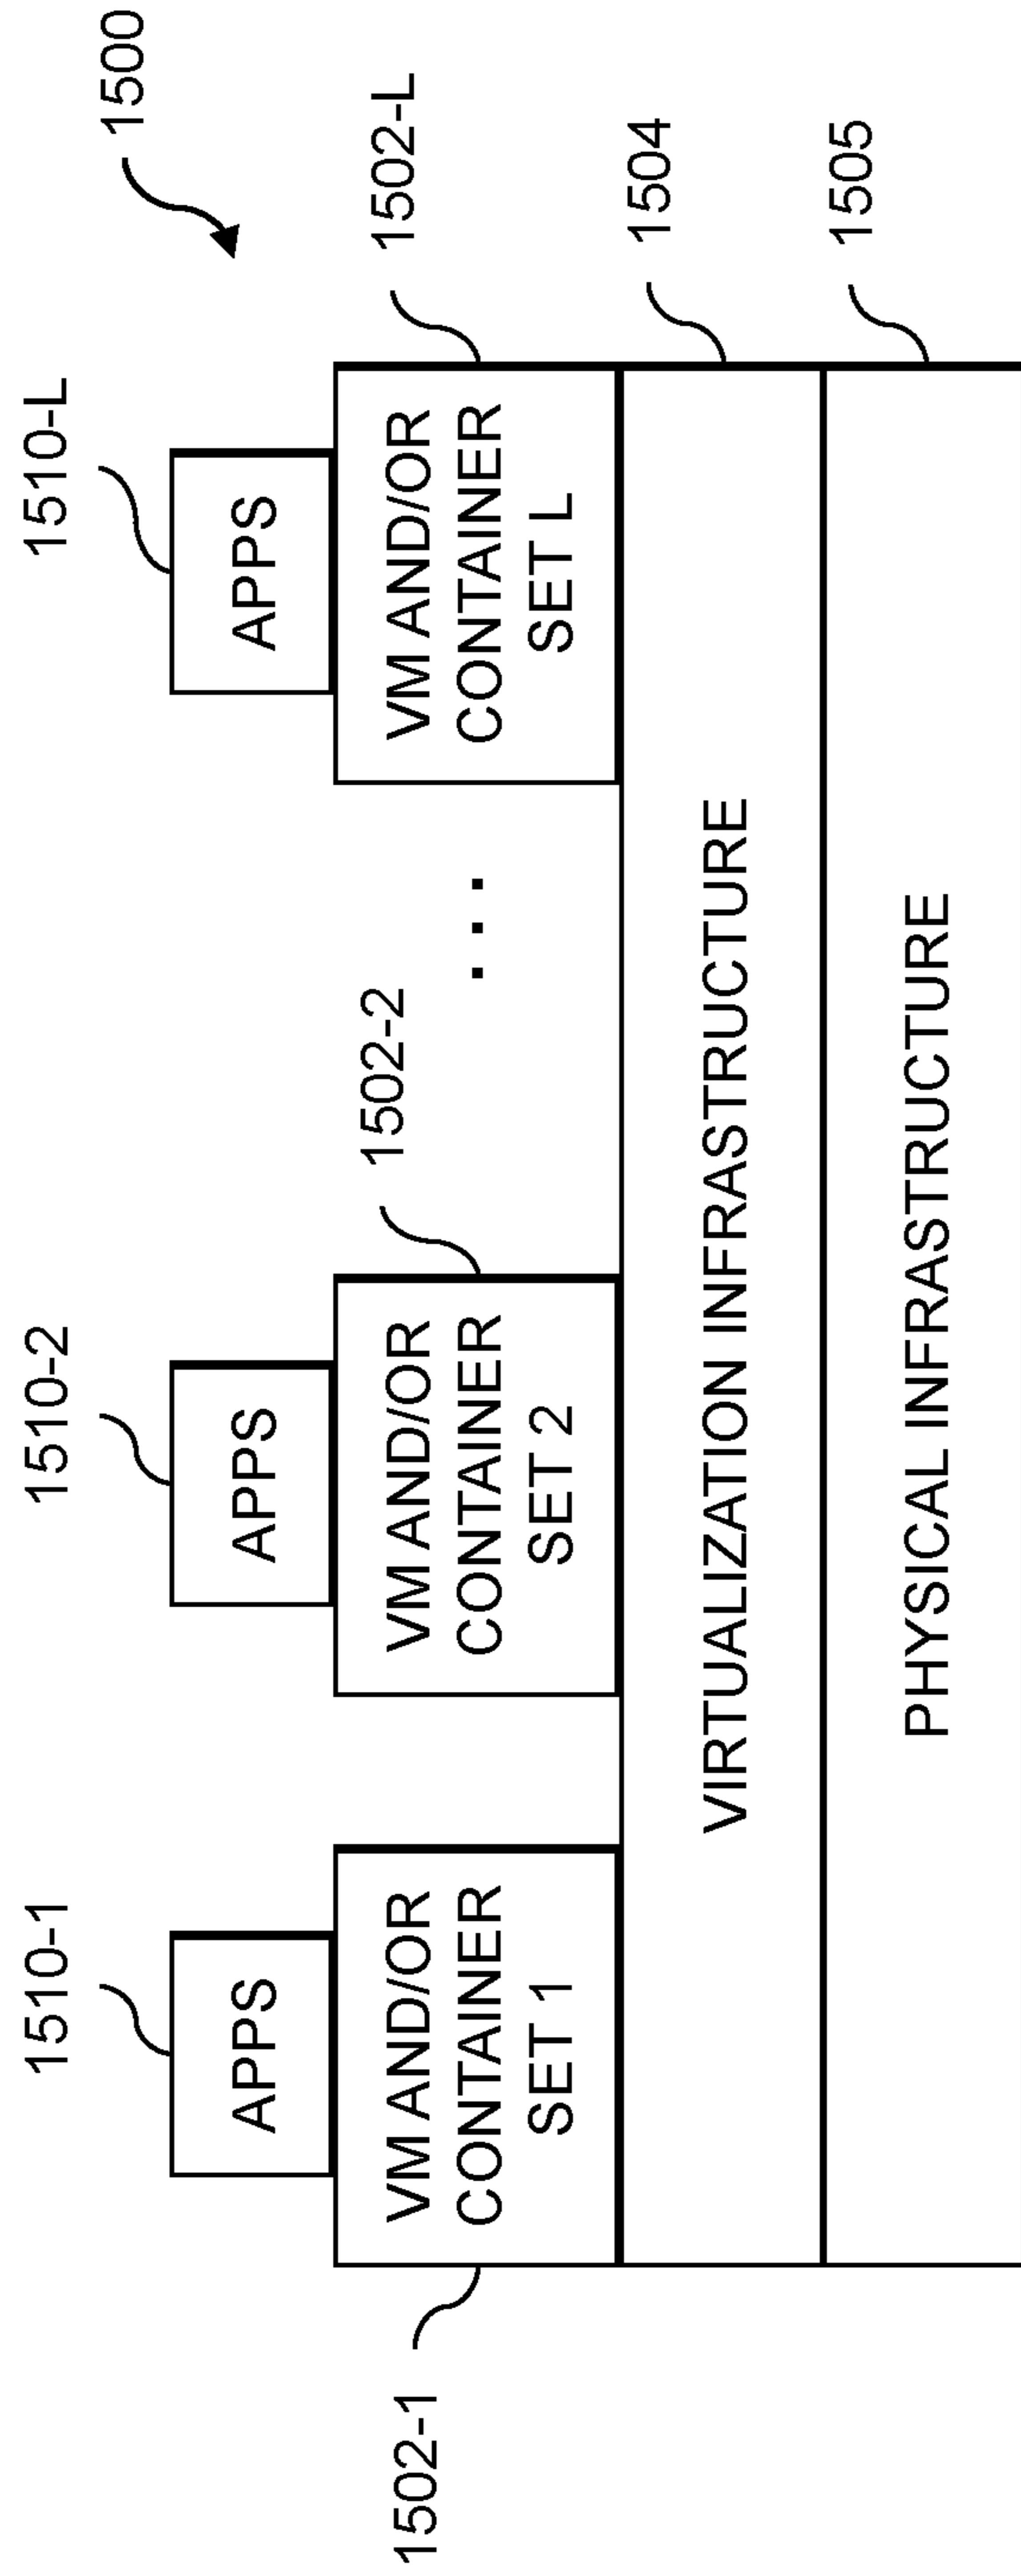 1500
1510-1
1510-2
1510-L
APPS
APPS
APPS
1502-1
VM AND/OR
CONTAINER
SET 1
1502-2
VM AND/OR
CONTAINER
SET 2
. . .
1502-L
VM AND/OR
CONTAINER
SET L
VIRTUALIZATION INFRASTRUCTURE
1504
PHYSICAL INFRASTRUCTURE
1505